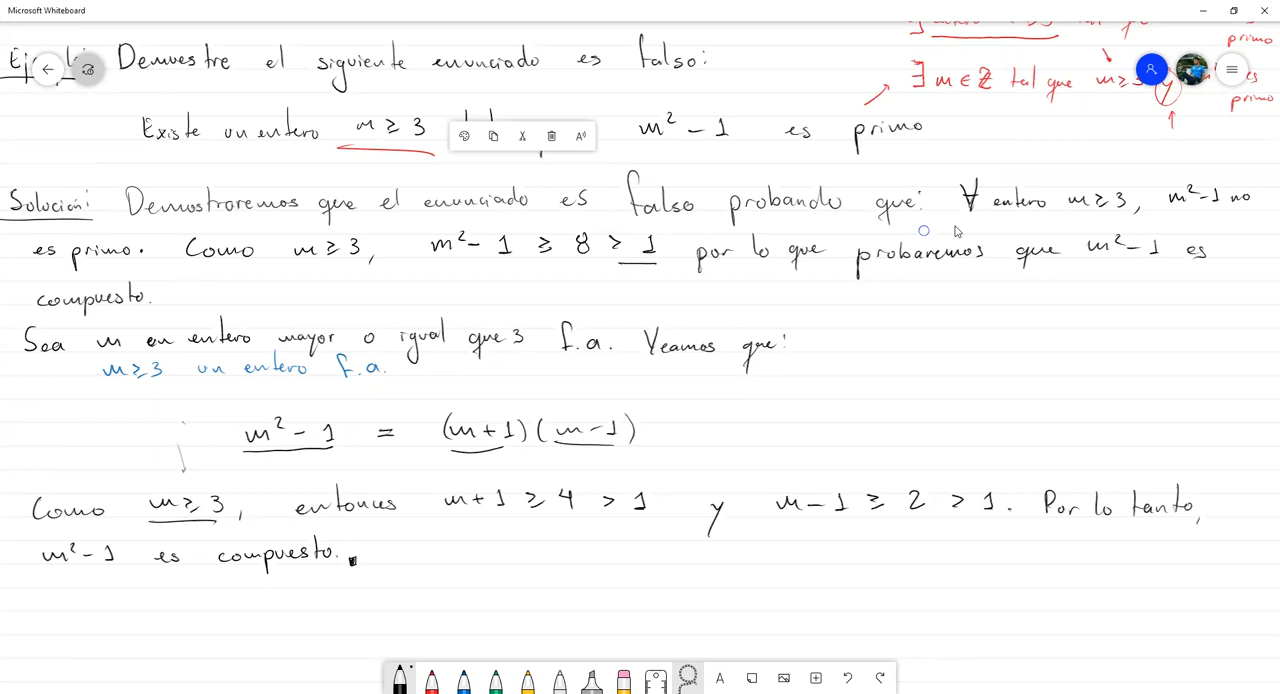 Microsoft Whiteboard
Demuestre el siguiente enunciado es falso:
primo
∃ m ∈ ℤ tal que m ≥ 3 y es
primo
Existe un entero m ≥ 3 m² - 1 es primo
Solución: Demostraremos que el enunciado es falso probando que: ∀ entero m ≥ 3, m² - 1 no
es primo. Como m ≥ 3, m² - 1 ≥ 8 > 1 por lo que probaremos que m² - 1 es
compuesto.
Sea m en entero mayor o igual que 3 f.a. Veamos que:
m ≥ 3 un entero f.a.
m² - 1 = (m + 1)(m - 1)
Como m ≥ 3, entonces m + 1 ≥ 4 > 1 y m - 1 ≥ 2 > 1. Por lo tanto,
m² - 1 es compuesto.